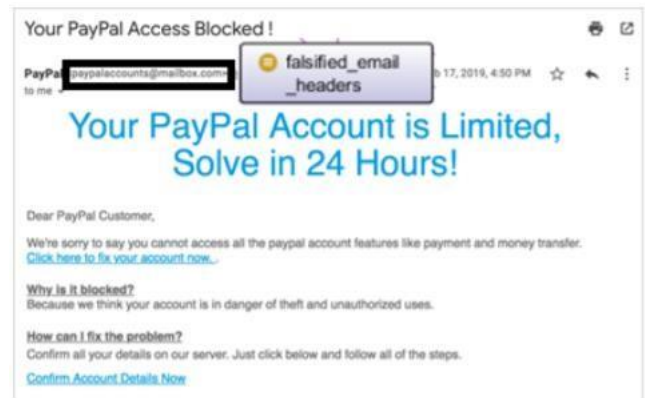 Your PayPal Access Blocked !
PayPal <paypalaccounts@mailbox.com>
falsified_email
_headers
17, 2019, 4:50 PM
to me
Your PayPal Account is Limited,
Solve in 24 Hours!
Dear PayPal Customer,
We're sorry to say you cannot access all the paypal account features like payment and money transfer.
Click here to fix your account now. .
Why is it blocked?
Because we think your account is in danger of theft and unauthorized uses.
How can I fix the problem?
Confirm all your details on our server. Just click below and follow all of the steps.
Confirm Account Details Now